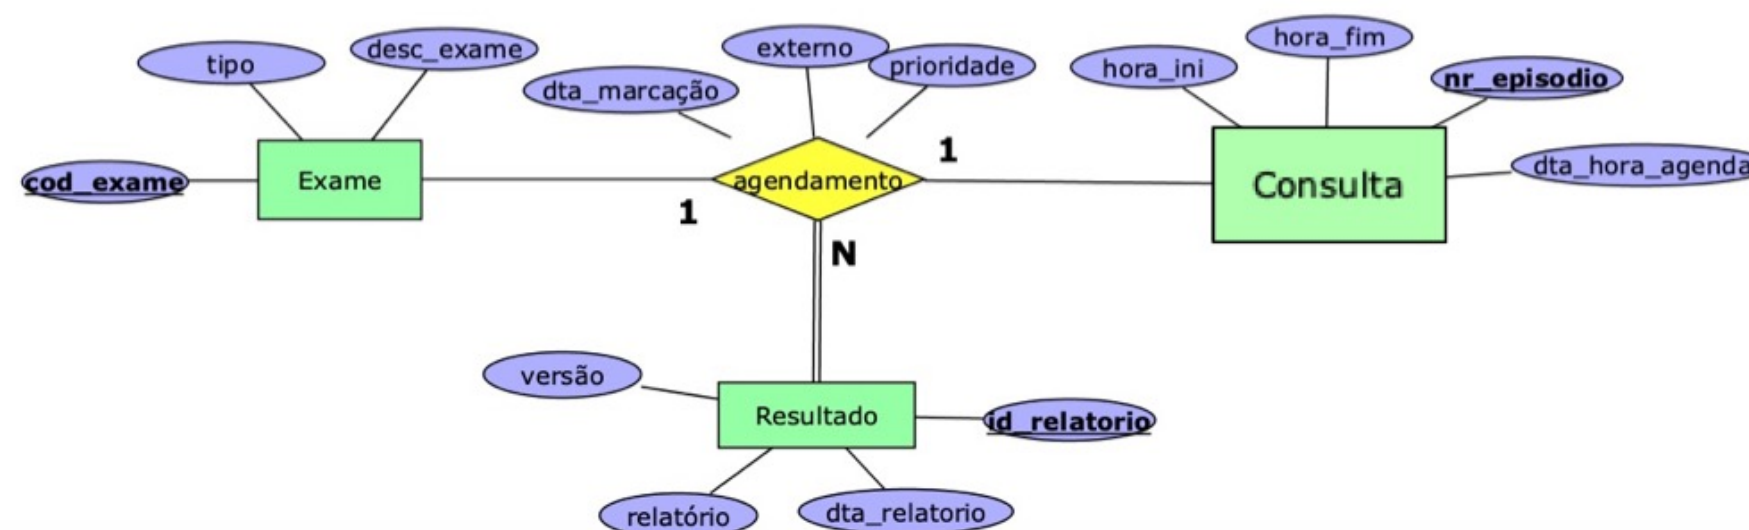 hora_fim
desc_exame
externo
tipo
prioridade
hora_ini
nr_episodio
dta_marcação
1
dta_hora_agenda
cod_exame
Exame
agendamento
Consulta
1
N
versão
Resultado
id_relatorio
relatório
dta_relatorio